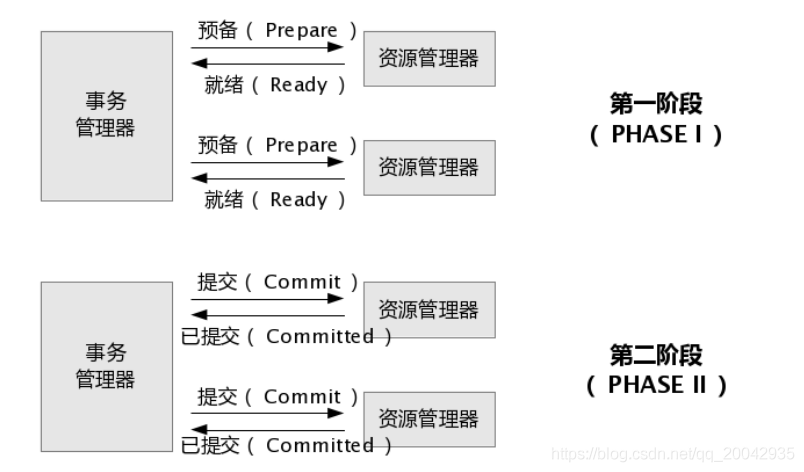 预备（ Prepare ）
事务
管理器
资源管理器
就绪（ Ready ）
第一阶段
（ PHASE I ）
预备（ Prepare ）
资源管理器
就绪（ Ready ）
提交（ Commit ）
事务
管理器
资源管理器
已提交（ Committed ）
第二阶段
（ PHASE II ）
提交（ Commit ）
资源管理器
已提交（ Committed ）
https://blog.csdn.net/qq_20042935